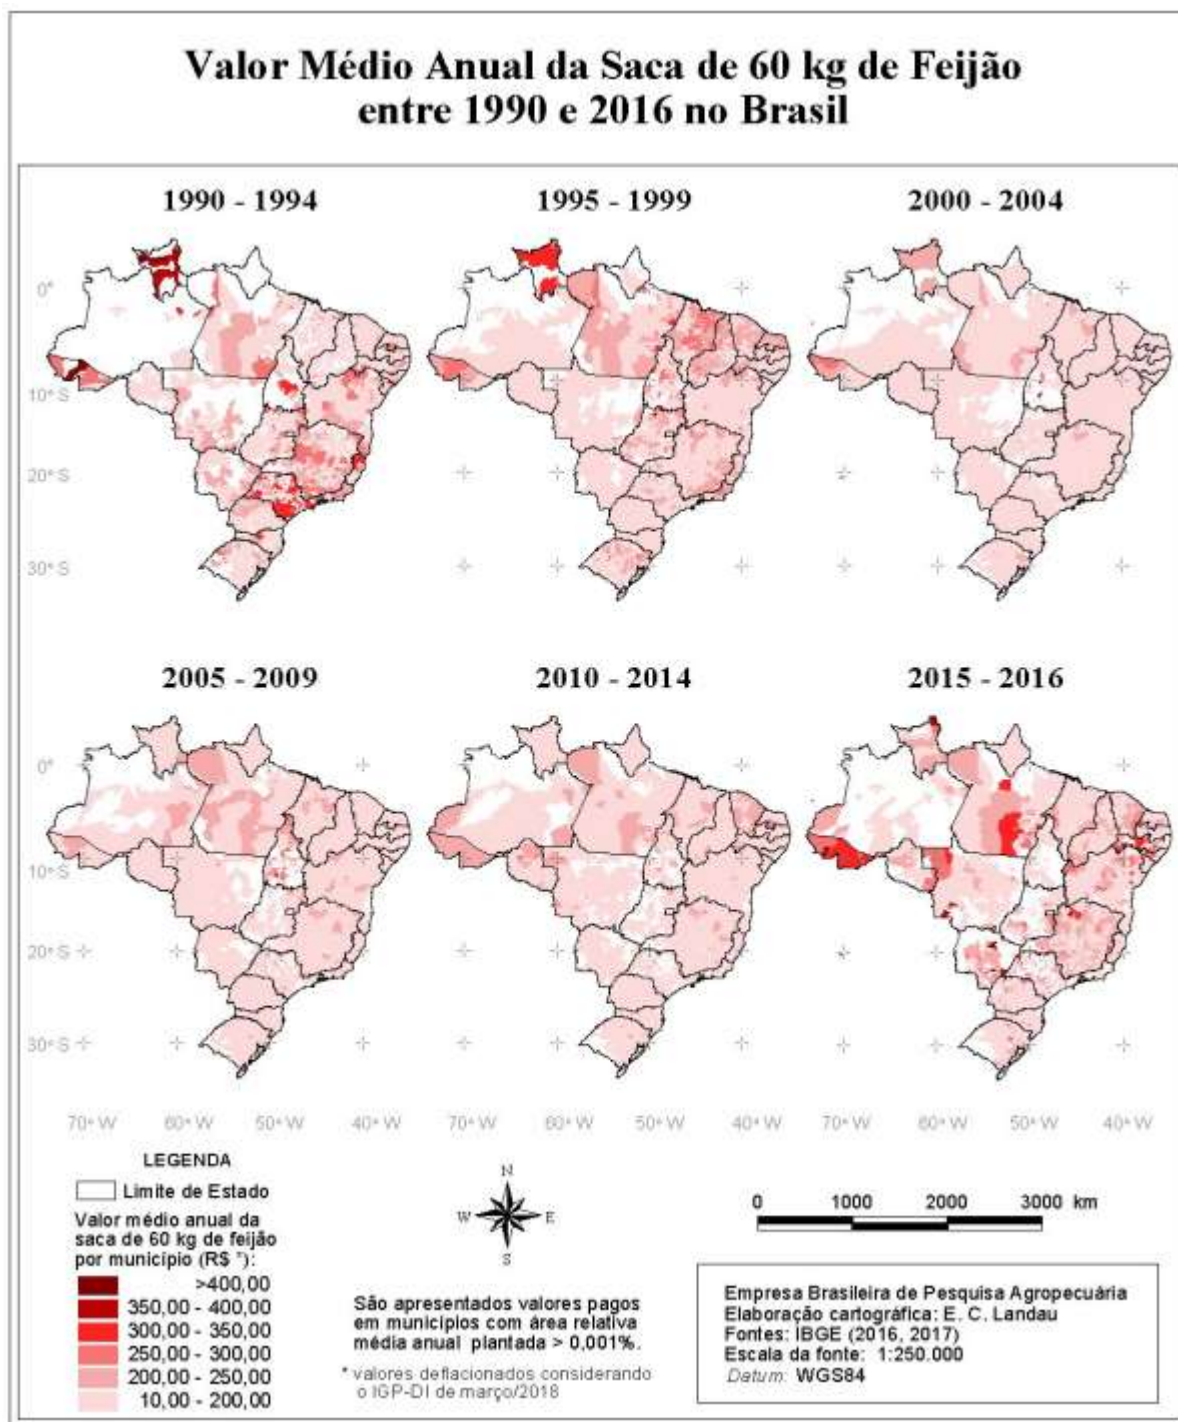 Valor Médio Anual da Saca de 60 kg de Feijão
entre 1990 e 2016 no Brasil
1990 - 1994
1995 - 1999
2000 - 2004
0°
10° S
20° S
30° S
2005 - 2009
2010 - 2014
2015 - 2016
0°
10° S
20° S
30° S
70° W 60° W 50° W 40° W
70° W 60° W 50° W 40° W
70° W 60° W 50° W 40° W
LEGENDA
Limite de Estado
Valor médio anual da
saca de 60 kg de feijão
por município (R$ *):
>400,00
350,00 - 400,00
300,00 - 350,00
250,00 - 300,00
200,00 - 250,00
10,00 - 200,00
N
W E
S
São apresentados valores pagos
em municípios com área relativa
média anual plantada > 0,001%.
* valores deflacionados considerando
o IGP-DI de março/2018
0 1000 2000 3000 km
Empresa Brasileira de Pesquisa Agropecuária
Elaboração cartográfica: E. C. Landau
Fontes: IBGE (2016, 2017)
Escala da fonte: 1:250.000
Datum: WGS84